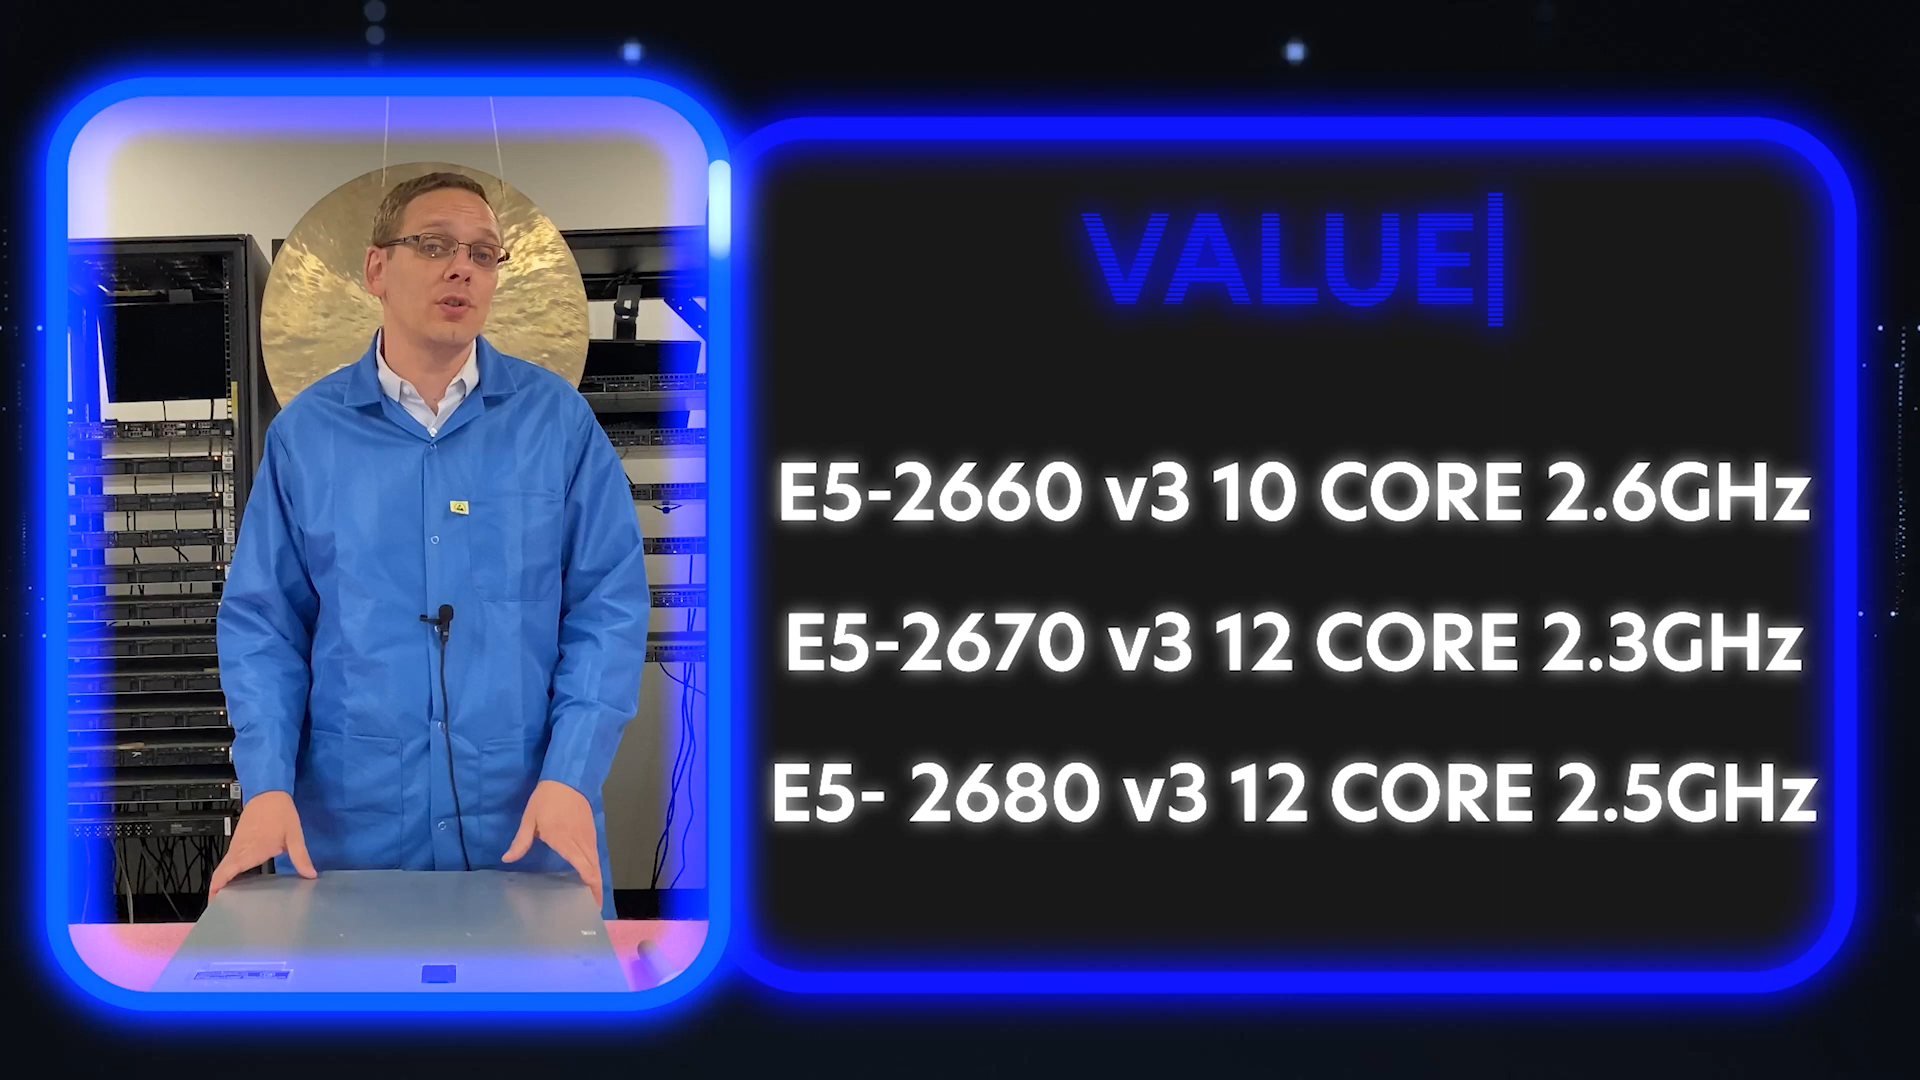 VALUE
E5-2660 v3 10 CORE 2.6GHz
E5-2670 v3 12 CORE 2.3GHz
E5- 2680 v3 12 CORE 2.5GHz